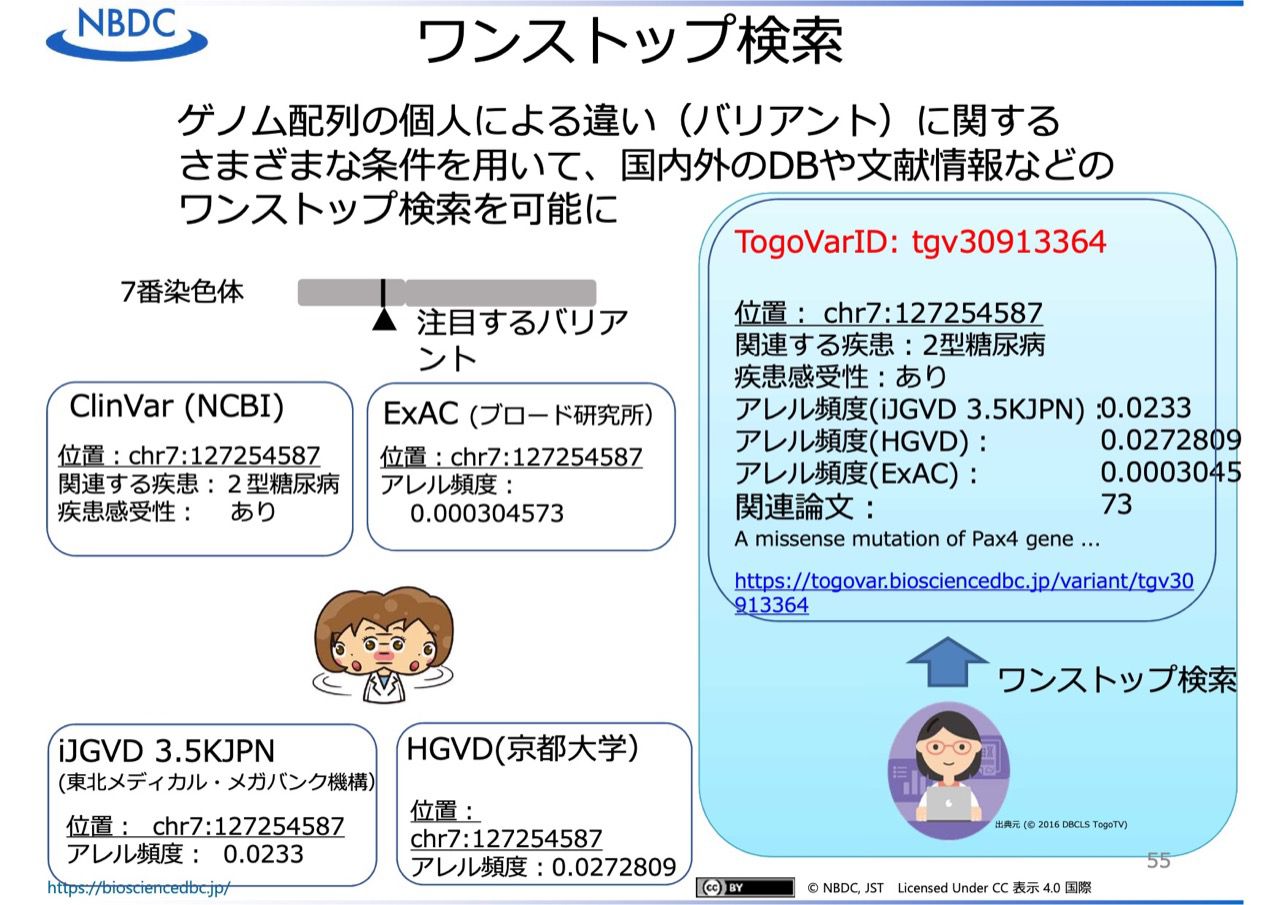 NBDC
ワンストップ検索
ゲノム配列の個人による違い（バリアント）に関する
さまざまな条件を用いて、国内外のDBや文献情報などの
ワンストップ検索を可能に
7番染色体
注目するバリア
ント
ClinVar (NCBI)
位置：chr7:127254587
関連する疾患：２型糖尿病
疾患感受性： あり
ExAC (ブロード研究所）
位置：chr7:127254587
アレル頻度：
0.000304573
iJGVD 3.5KJPN
(東北メディカル・メガバンク機構)
位置： chr7:127254587
アレル頻度： 0.0233
HGVD(京都大学）
位置：
chr7:127254587
アレル頻度：0.0272809
TogoVarID: tgv30913364
位置： chr7:127254587
関連する疾患：2型糖尿病
疾患感受性：あり
アレル頻度(iJGVD 3.5KJPN)：0.0233
アレル頻度(HGVD)： 0.0272809
アレル頻度(ExAC)： 0.0003045
関連論文： 73
A missense mutation of Pax4 gene ...
https://togovar.biosciencedbc.jp/variant/tgv30
913364
ワンストップ検索
出典元 (© 2016 DBCLS TogoTV)
55
https://biosciencedbc.jp/
cc BY
© NBDC, JST Licensed Under CC 表示 4.0 国際